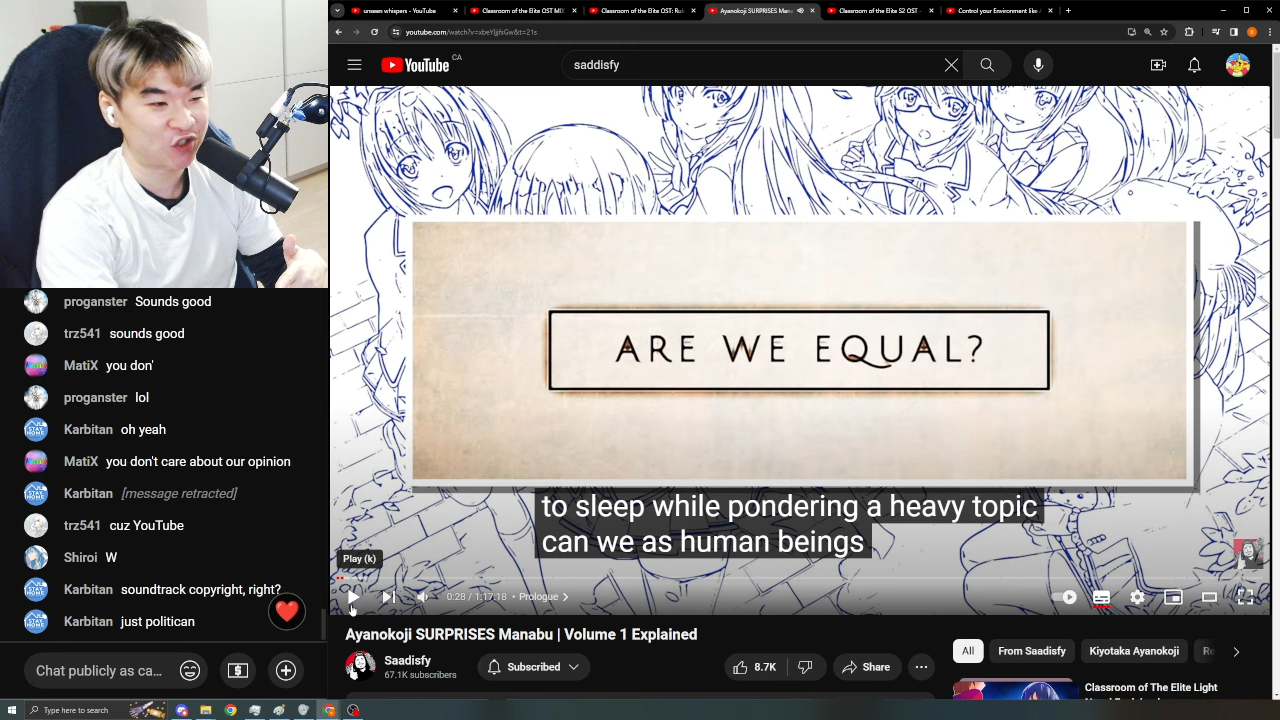 unseen whispers - YouTube
Classroom of the Elite OST MIX
Classroom of the Elite OST: Rul
Ayanokoji SURPRISES Man
Classroom of the Elite S2 OST -
Control your Environment like
youtube.com/watch?v=xbeYJjfsGw&t=21s
YouTube CA
saddisfy
ARE WE EQUAL?
to sleep while pondering a heavy topic
can we as human beings
Play (k)
0:28 / 1:17:18 • Prologue
Ayanokoji SURPRISES Manabu | Volume 1 Explained
Saadisfy
67.1K subscribers
Subscribed
8.7K
Share
All
From Saadisfy
Kiyotaka Ayanokoji
Re
Classroom of The Elite Light
proganster Sounds good
trz541 sounds good
MatiX you don'
proganster lol
Karbitan oh yeah
MatiX you don't care about our opinion
Karbitan [message retracted]
trz541 cuz YouTube
Shiroi W
Karbitan soundtrack copyright, right?
Karbitan just politican
Chat publicly as ca...
Type here to search